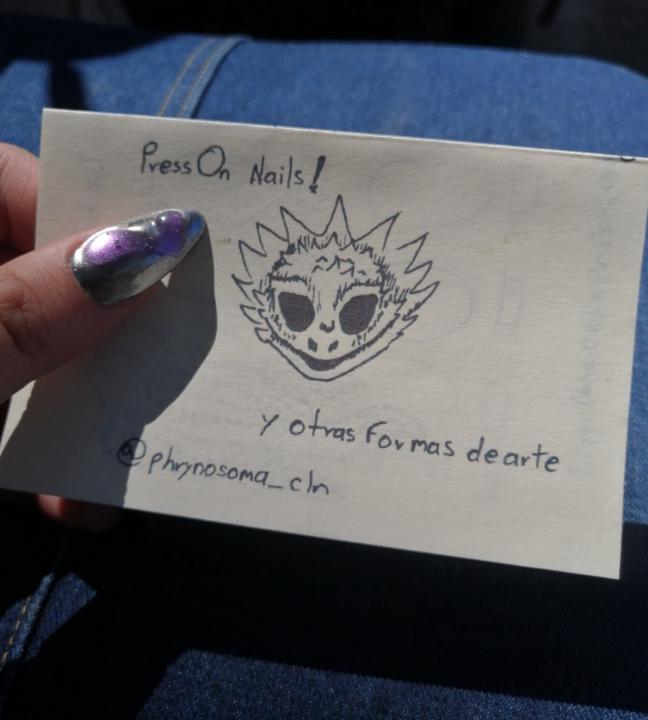 Press On Nails!
y otras Formas de arte
@phrynosoma_cln